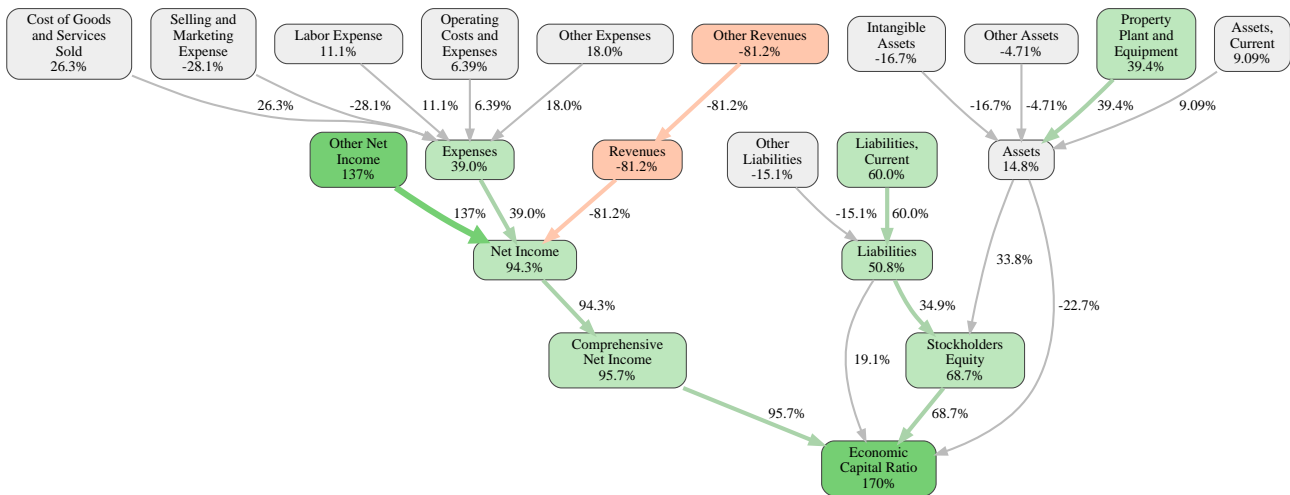 Cost of Goods
and Services
Sold
26.3%
Selling and
Marketing
Expense
-28.1%
Labor Expense
11.1%
Operating
Costs and
Expenses
6.39%
Other Expenses
18.0%
Other Revenues
-81.2%
Intangible
Assets
-16.7%
Other Assets
-4.71%
Property
Plant and
Equipment
39.4%
Assets,
Current
9.09%
26.3%
-28.1%
11.1%
6.39%
18.0%
-81.2%
-16.7%
-4.71%
39.4%
9.09%
Other Net
Income
137%
Expenses
39.0%
Revenues
-81.2%
Other
Liabilities
-15.1%
Liabilities,
Current
60.0%
Assets
14.8%
137%
39.0%
-81.2%
-15.1%
60.0%
Net Income
94.3%
Liabilities
50.8%
33.8%
94.3%
34.9%
-22.7%
Comprehensive
Net Income
95.7%
19.1%
Stockholders
Equity
68.7%
95.7%
68.7%
Economic
Capital Ratio
170%